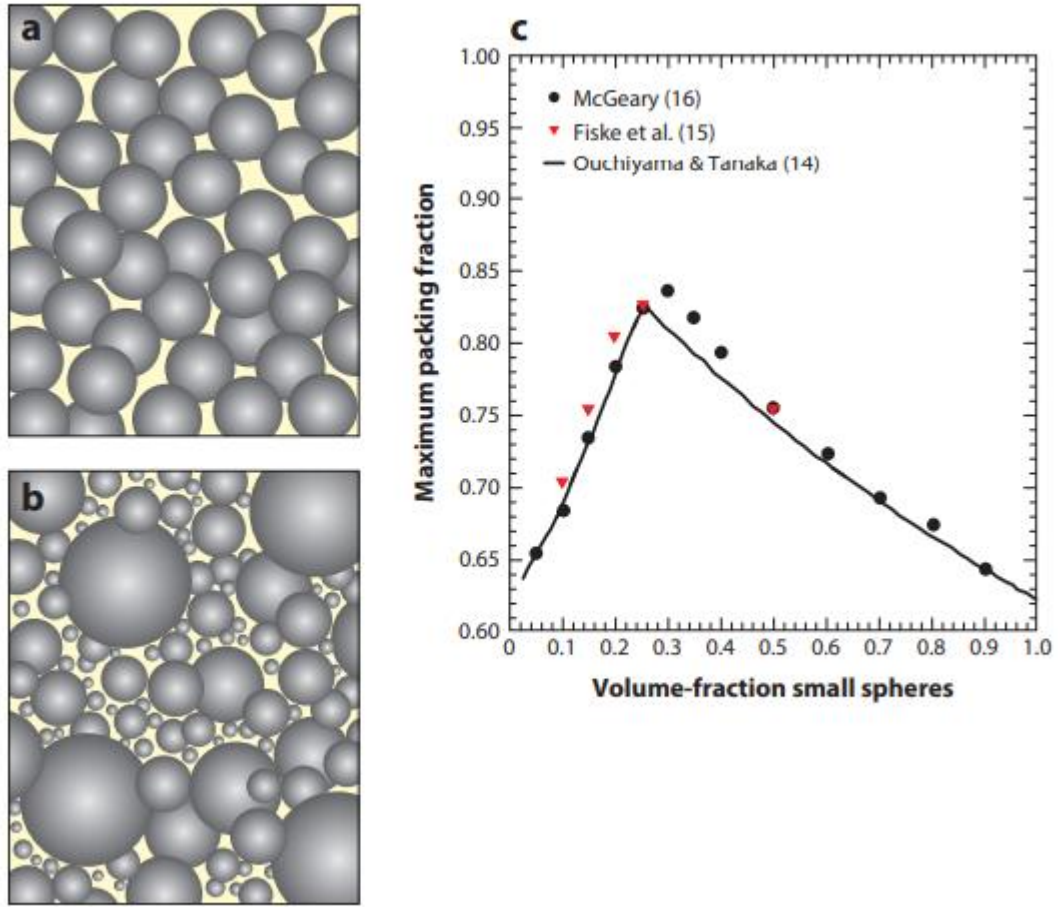 a
b
c
Maximum packing fraction
1.00
0.95
0.90
0.85
0.80
0.75
0.70
0.65
0.60
McGeary (16)
Fiske et al. (15)
Ouchiyama & Tanaka (14)
0 0.1 0.2 0.3 0.4 0.5 0.6 0.7 0.8 0.9 1.0
Volume-fraction small spheres